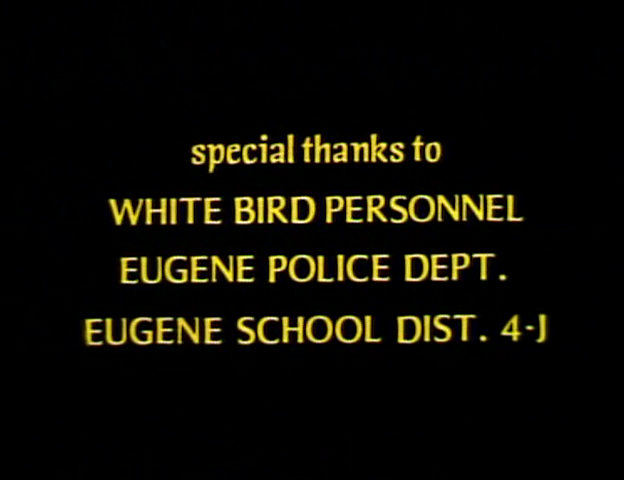 special thanks to
WHITE BIRD PERSONNEL
EUGENE POLICE DEPT.
EUGENE SCHOOL DIST. 4-J